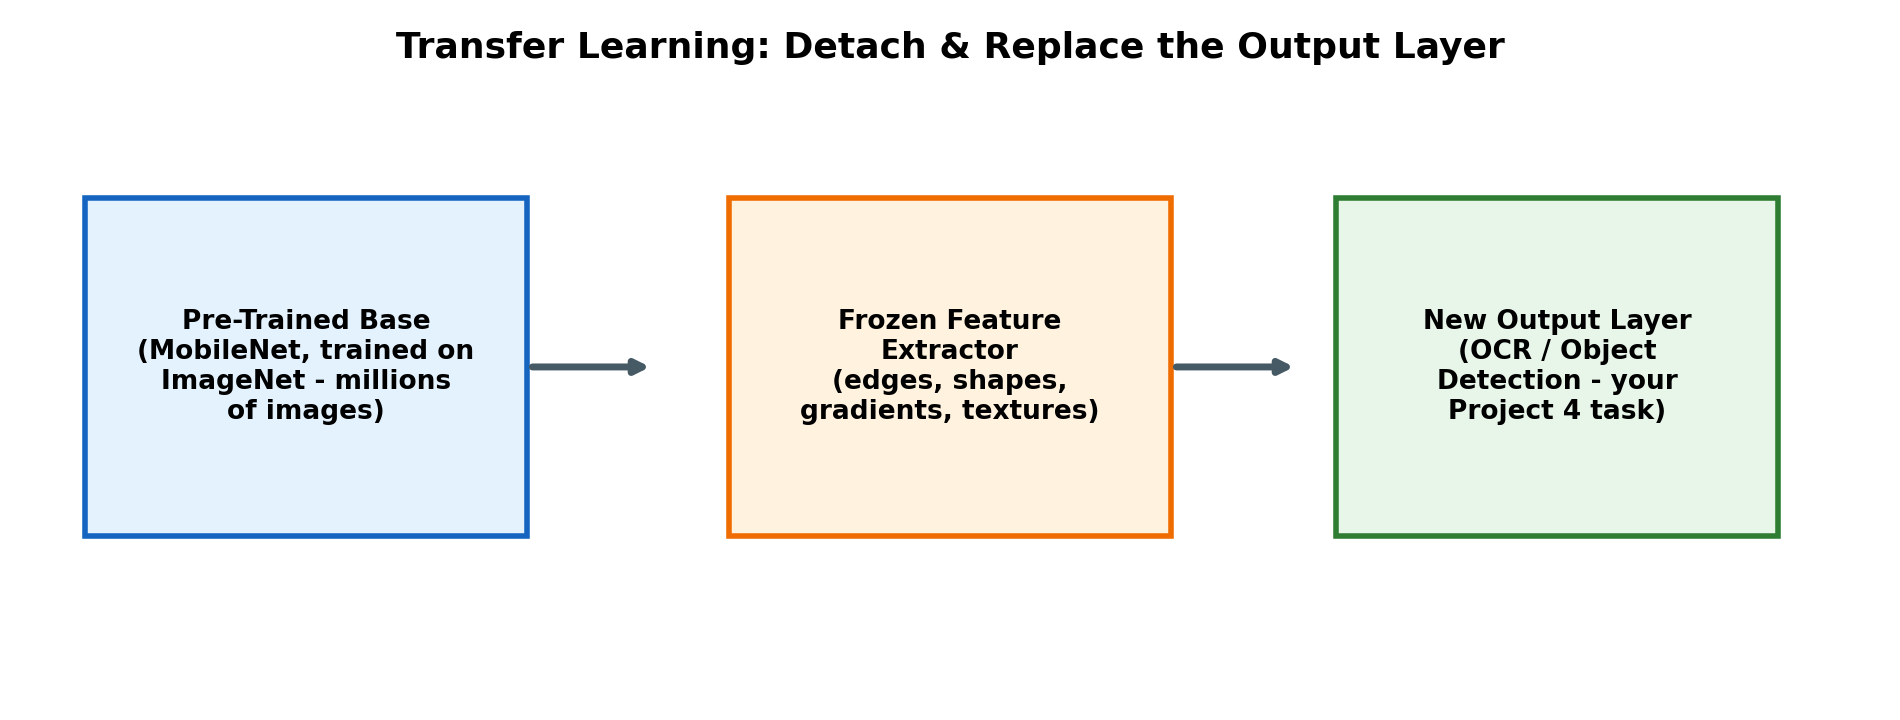 Transfer Learning: Detach & Replace the Output Layer
Pre-Trained Base
(MobileNet, trained on
ImageNet - millions
of images)
Frozen Feature
Extractor
(edges, shapes,
gradients, textures)
New Output Layer
(OCR / Object
Detection - your
Project 4 task)